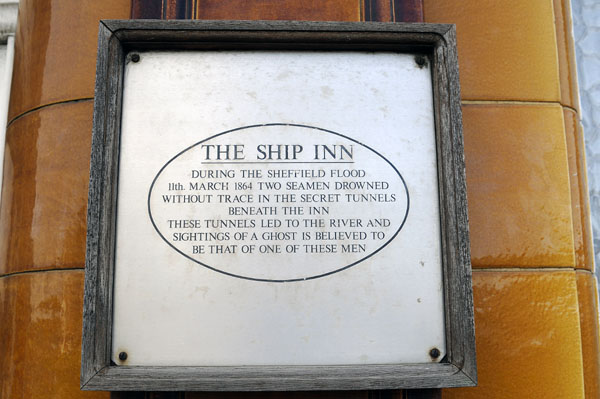 THE SHIP INN
DURING THE SHEFFIELD FLOOD
11th. MARCH 1864 TWO SEAMEN DROWNED
WITHOUT TRACE IN THE SECRET TUNNELS
BENEATH THE INN
THESE TUNNELS LED TO THE RIVER AND
SIGHTINGS OF A GHOST IS BELIEVED TO
BE THAT OF ONE OF THESE MEN